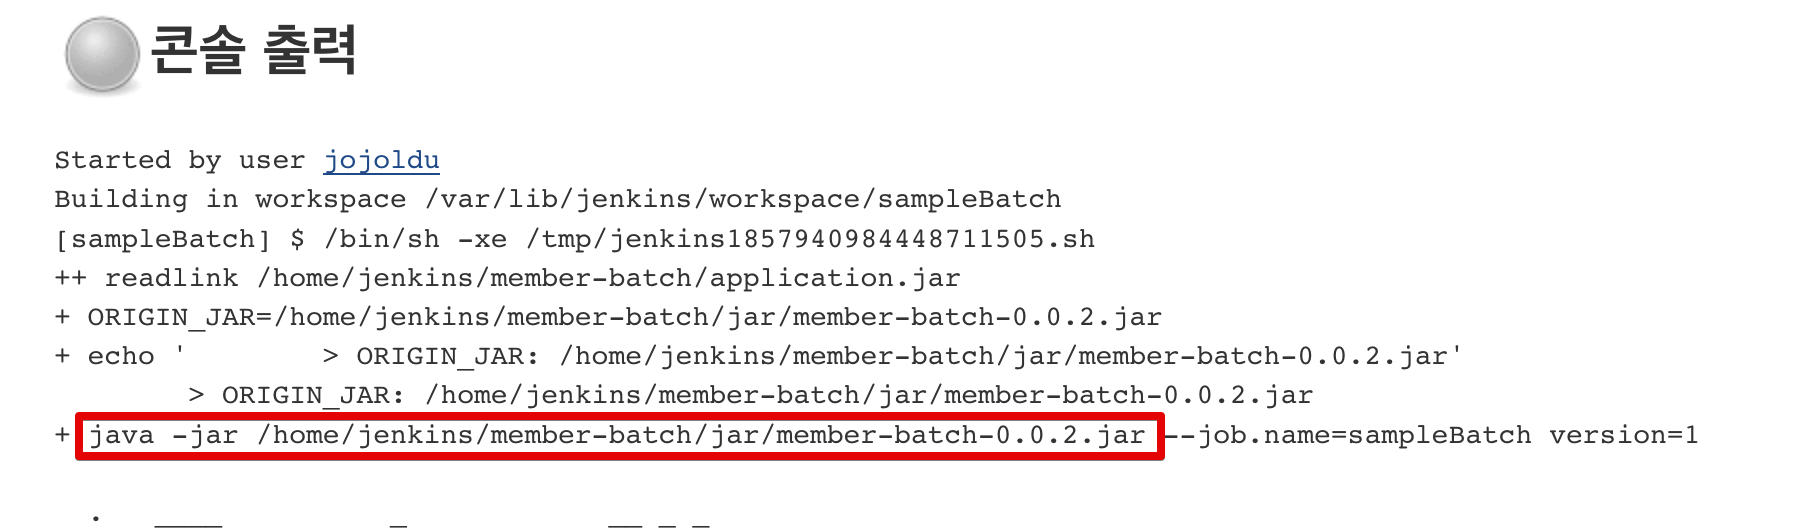 콘솔 출력
Started by user jojoldu
Building in workspace /var/lib/jenkins/workspace/sampleBatch
[sampleBatch] $ /bin/sh -xe /tmp/jenkins1857940984448711505.sh
++ readlink /home/jenkins/member-batch/application.jar
+ ORIGIN_JAR=/home/jenkins/member-batch/jar/member-batch-0.0.2.jar
+ echo '        > ORIGIN_JAR: /home/jenkins/member-batch/jar/member-batch-0.0.2.jar'
        > ORIGIN_JAR: /home/jenkins/member-batch/jar/member-batch-0.0.2.jar
+ java -jar /home/jenkins/member-batch/jar/member-batch-0.0.2.jar --job.name=sampleBatch version=1
  .   ____          _            __ _ _